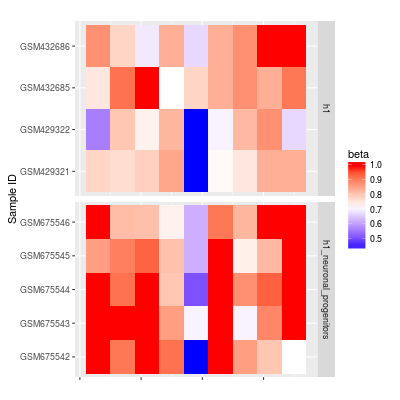 GSM432686
GSM432685
GSM429322
GSM429321
h1
GSM675546
GSM675545
GSM675544
GSM675543
GSM675542
h1_neuronal_progenitors
Sample ID
beta
1.0
0.9
0.8
0.7
0.6
0.5